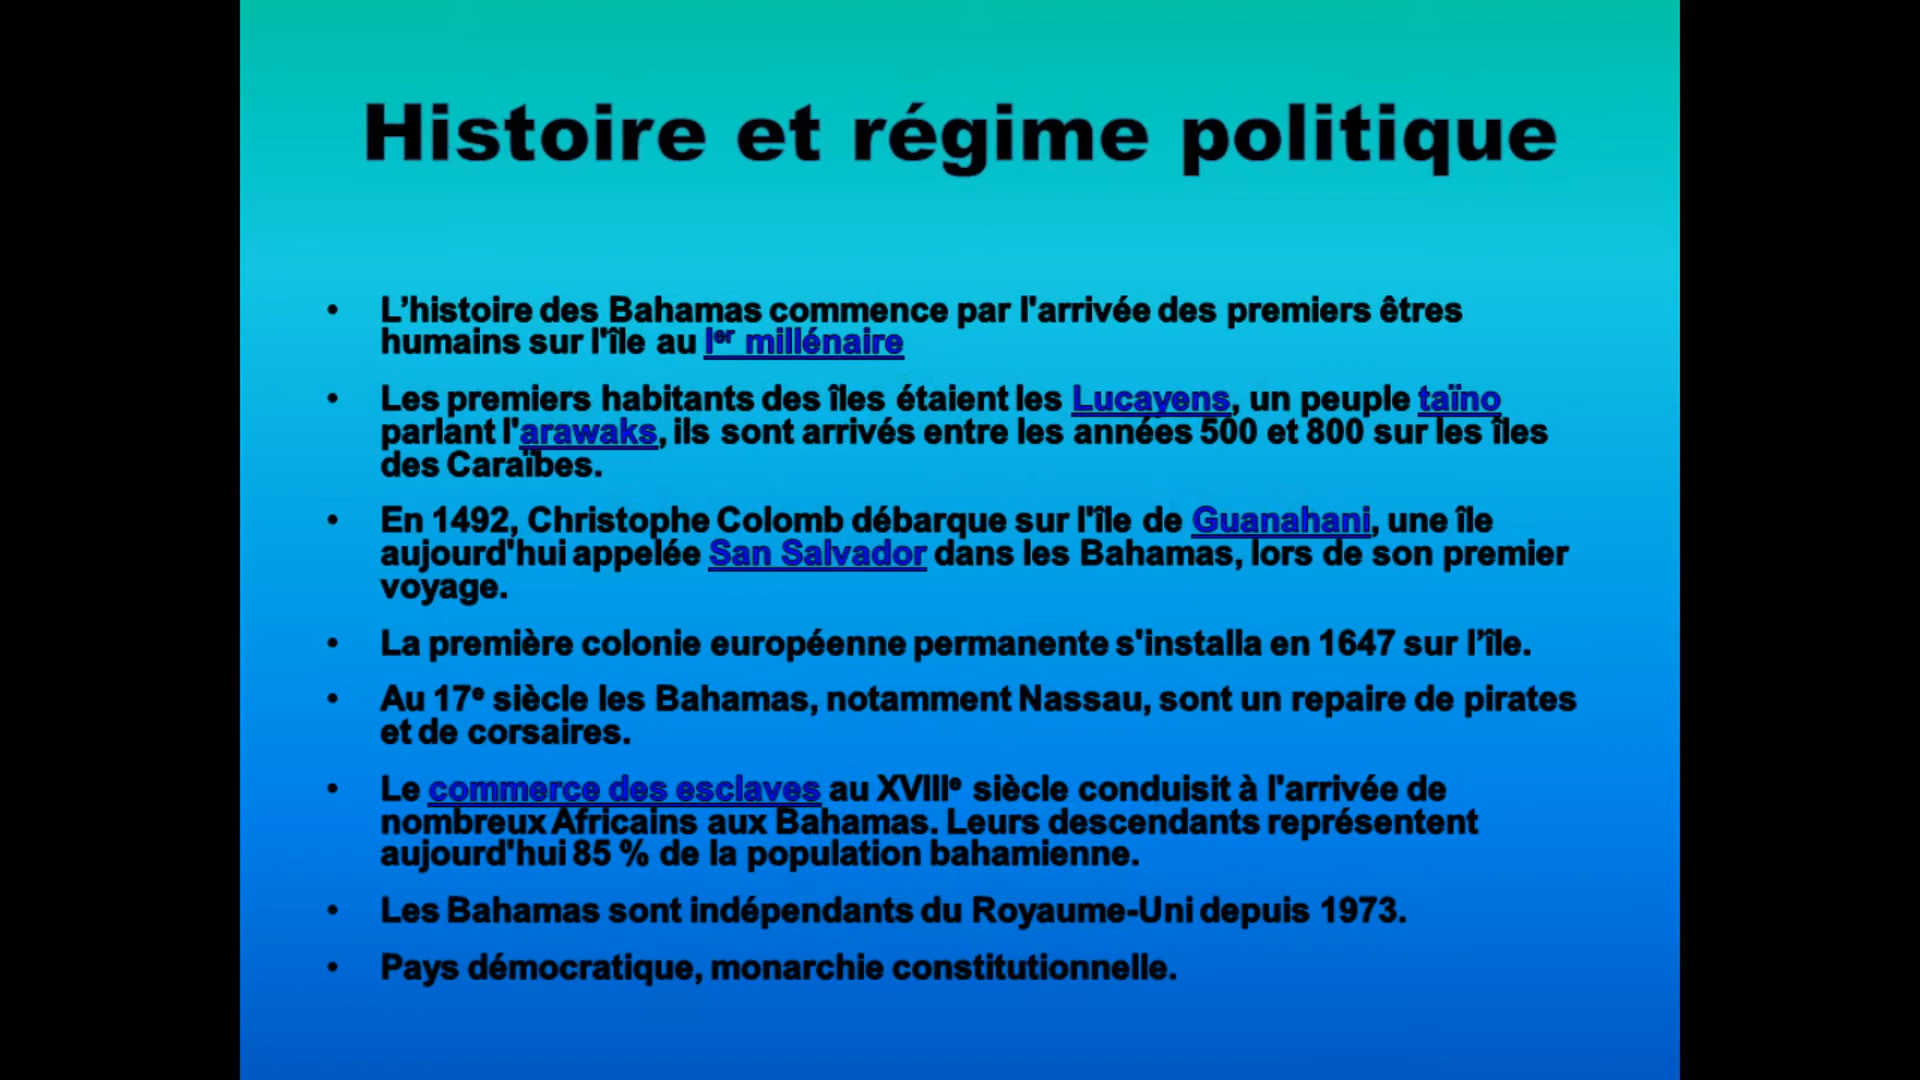 Histoire et régime politique
• L’histoire des Bahamas commence par l'arrivée des premiers êtres
humains sur l'île au Ier millénaire
• Les premiers habitants des îles étaient les Lucayens, un peuple taïno
parlant l'arawaks, ils sont arrivés entre les années 500 et 800 sur les îles
des Caraïbes.
• En 1492, Christophe Colomb débarque sur l'île de Guanahani, une île
aujourd'hui appelée San Salvador dans les Bahamas, lors de son premier
voyage.
• La première colonie européenne permanente s'installa en 1647 sur l’île.
• Au 17e siècle les Bahamas, notamment Nassau, sont un repaire de pirates
et de corsaires.
• Le commerce des esclaves au XVIIIe siècle conduisit à l'arrivée de
nombreux Africains aux Bahamas. Leurs descendants représentent
aujourd'hui 85 % de la population bahamienne.
• Les Bahamas sont indépendants du Royaume-Uni depuis 1973.
• Pays démocratique, monarchie constitutionnelle.